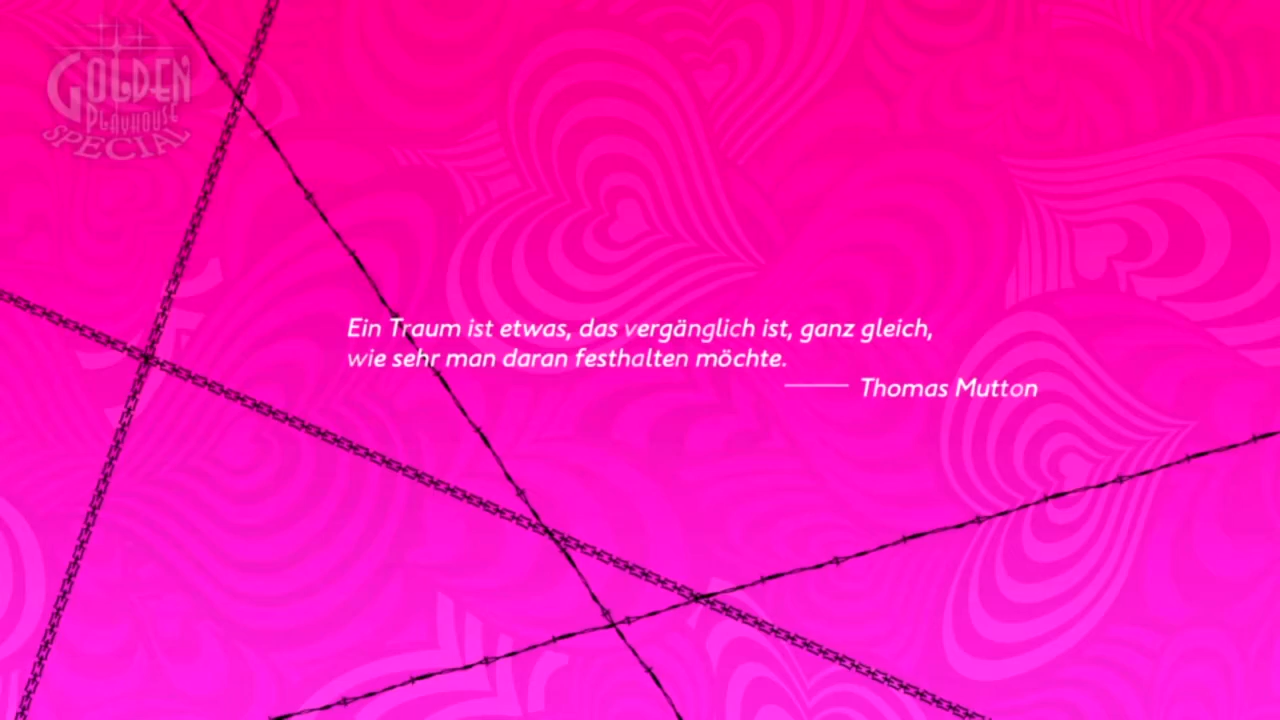 GOLDEN
PLAYHOUSE
SPECIAL
Ein Traum ist etwas, das vergänglich ist, ganz gleich,
wie sehr man daran festhalten möchte.
—— Thomas Mutton